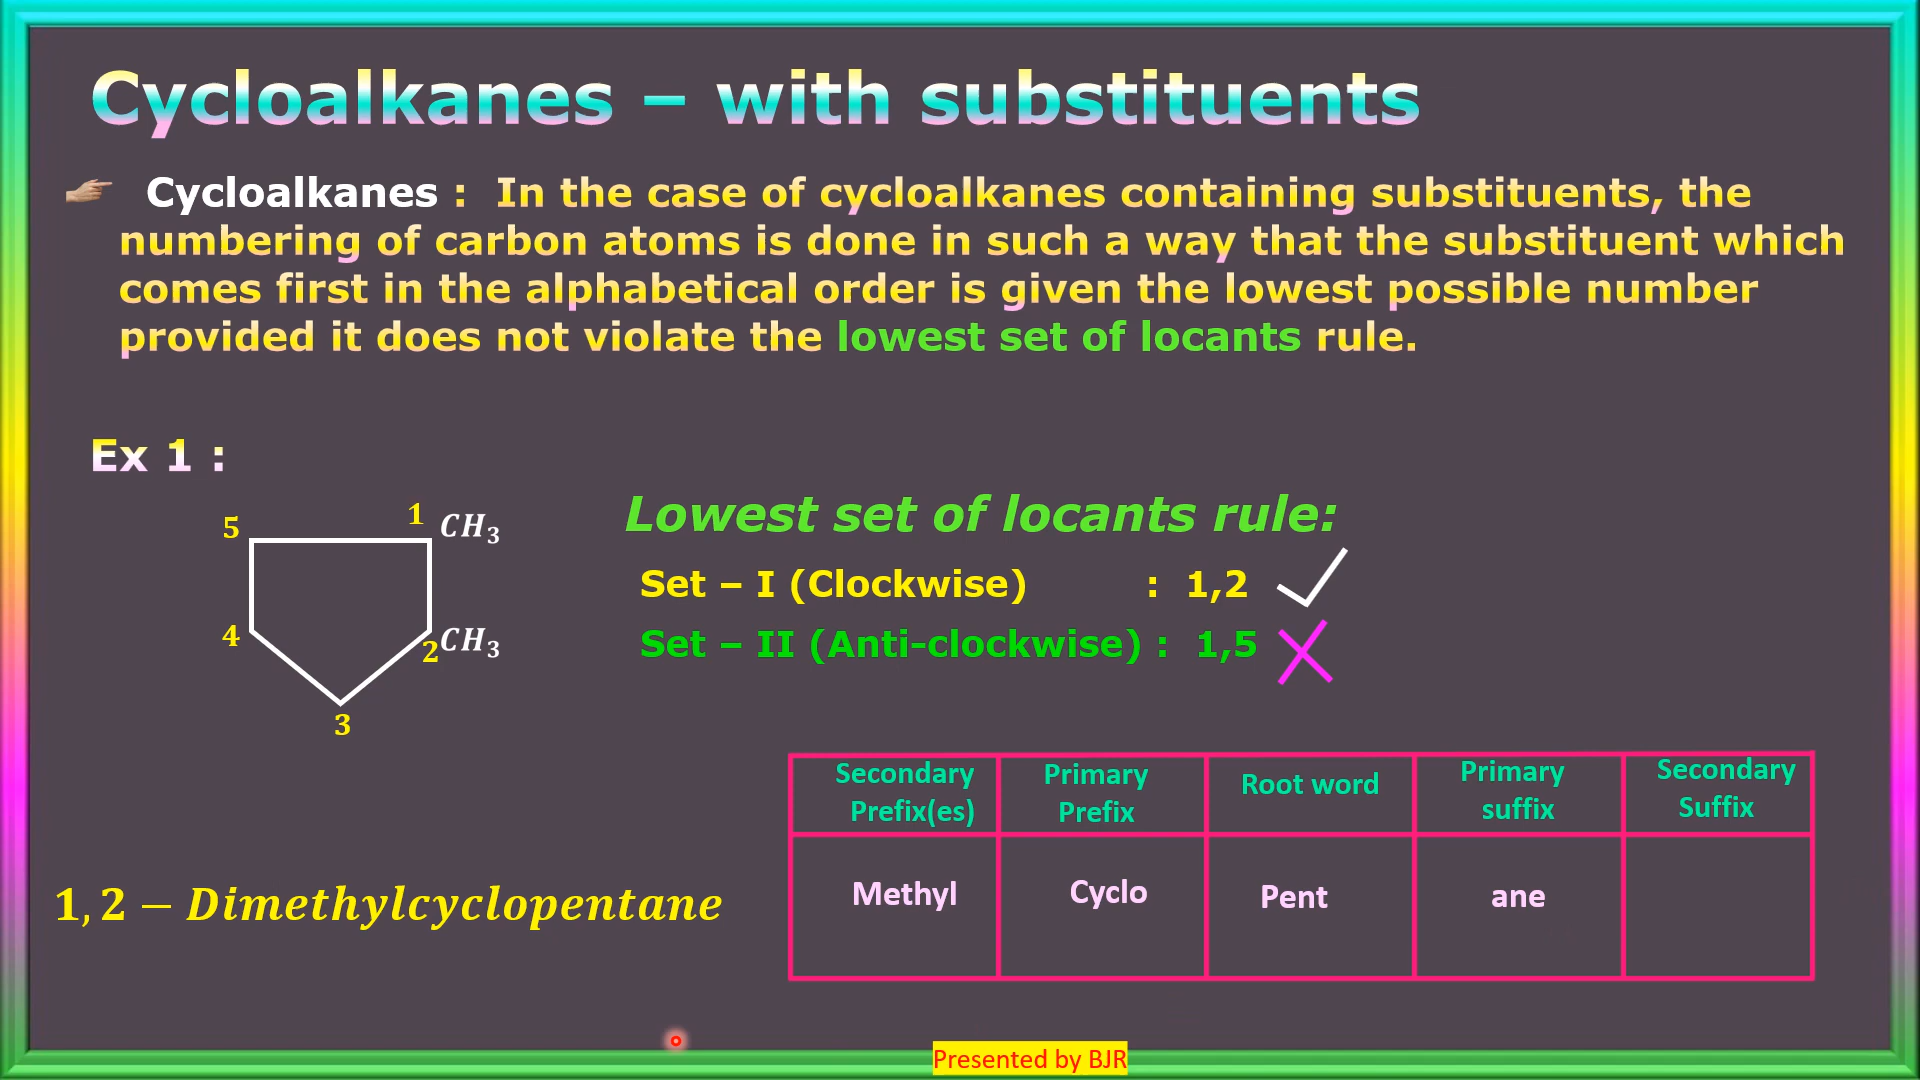 Cycloalkanes – with substituents
Cycloalkanes : In the case of cycloalkanes containing substituents, the
numbering of carbon atoms is done in such a way that the substituent which
comes first in the alphabetical order is given the lowest possible number
provided it does not violate the lowest set of locants rule.
Ex 1 :
5 1 CH₃
4 2 CH₃
3
Lowest set of locants rule:
Set – I (Clockwise) : 1,2
Set – II (Anti-clockwise) : 1,5
Secondary Prefix(es) Primary Prefix Root word Primary suffix Secondary Suffix
Methyl Cyclo Pent ane
1,2 − Dimethylcyclopentane
Presented by BJR